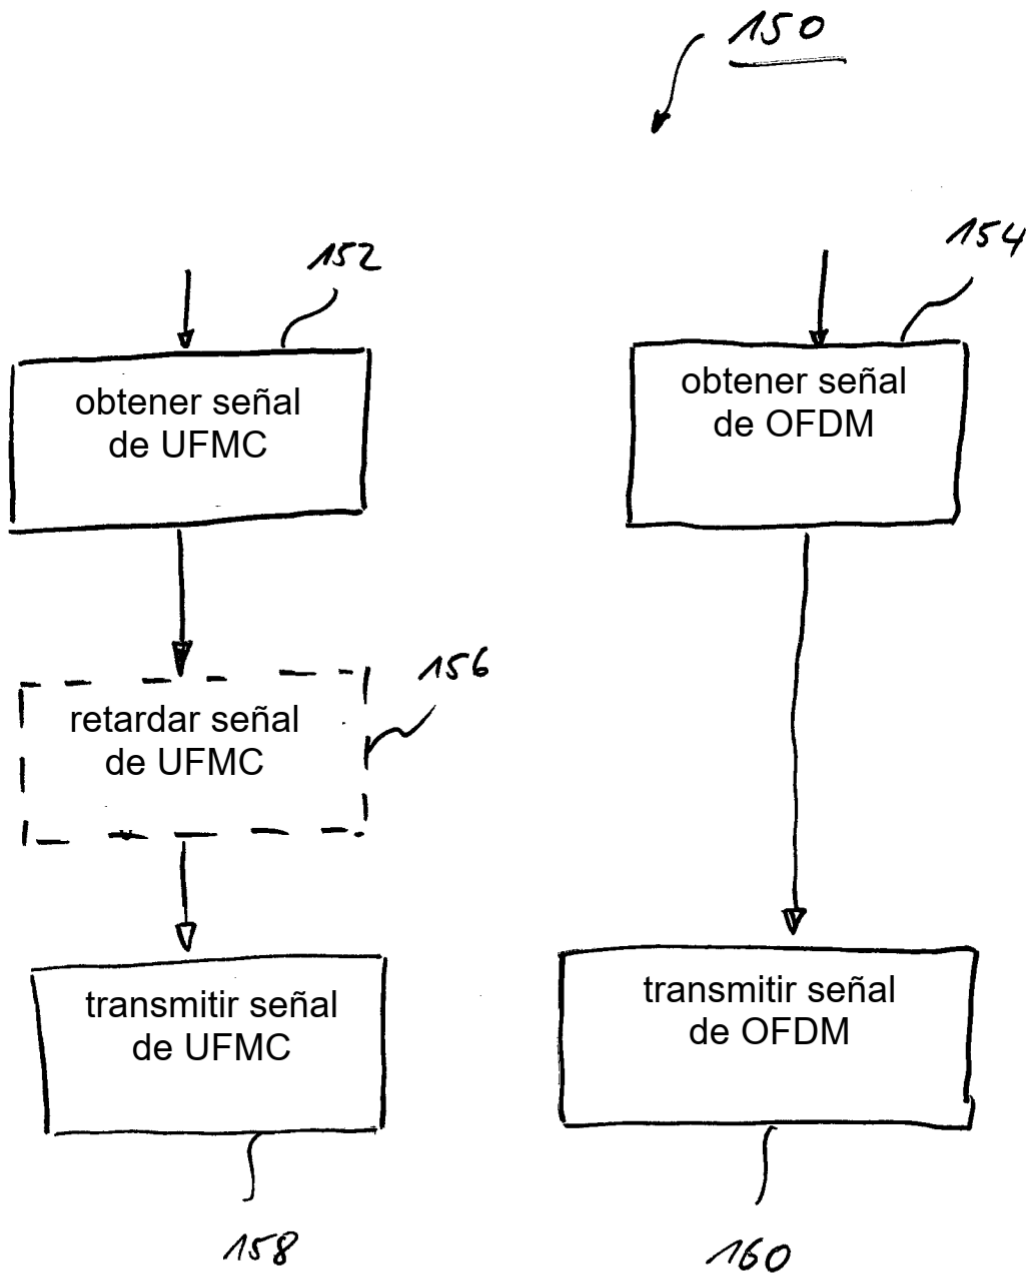 150
152
154
obtener señal
de UFMC
obtener señal
de OFDM
156
retardar señal
de UFMC
transmitir señal
de UFMC
transmitir señal
de OFDM
158
160